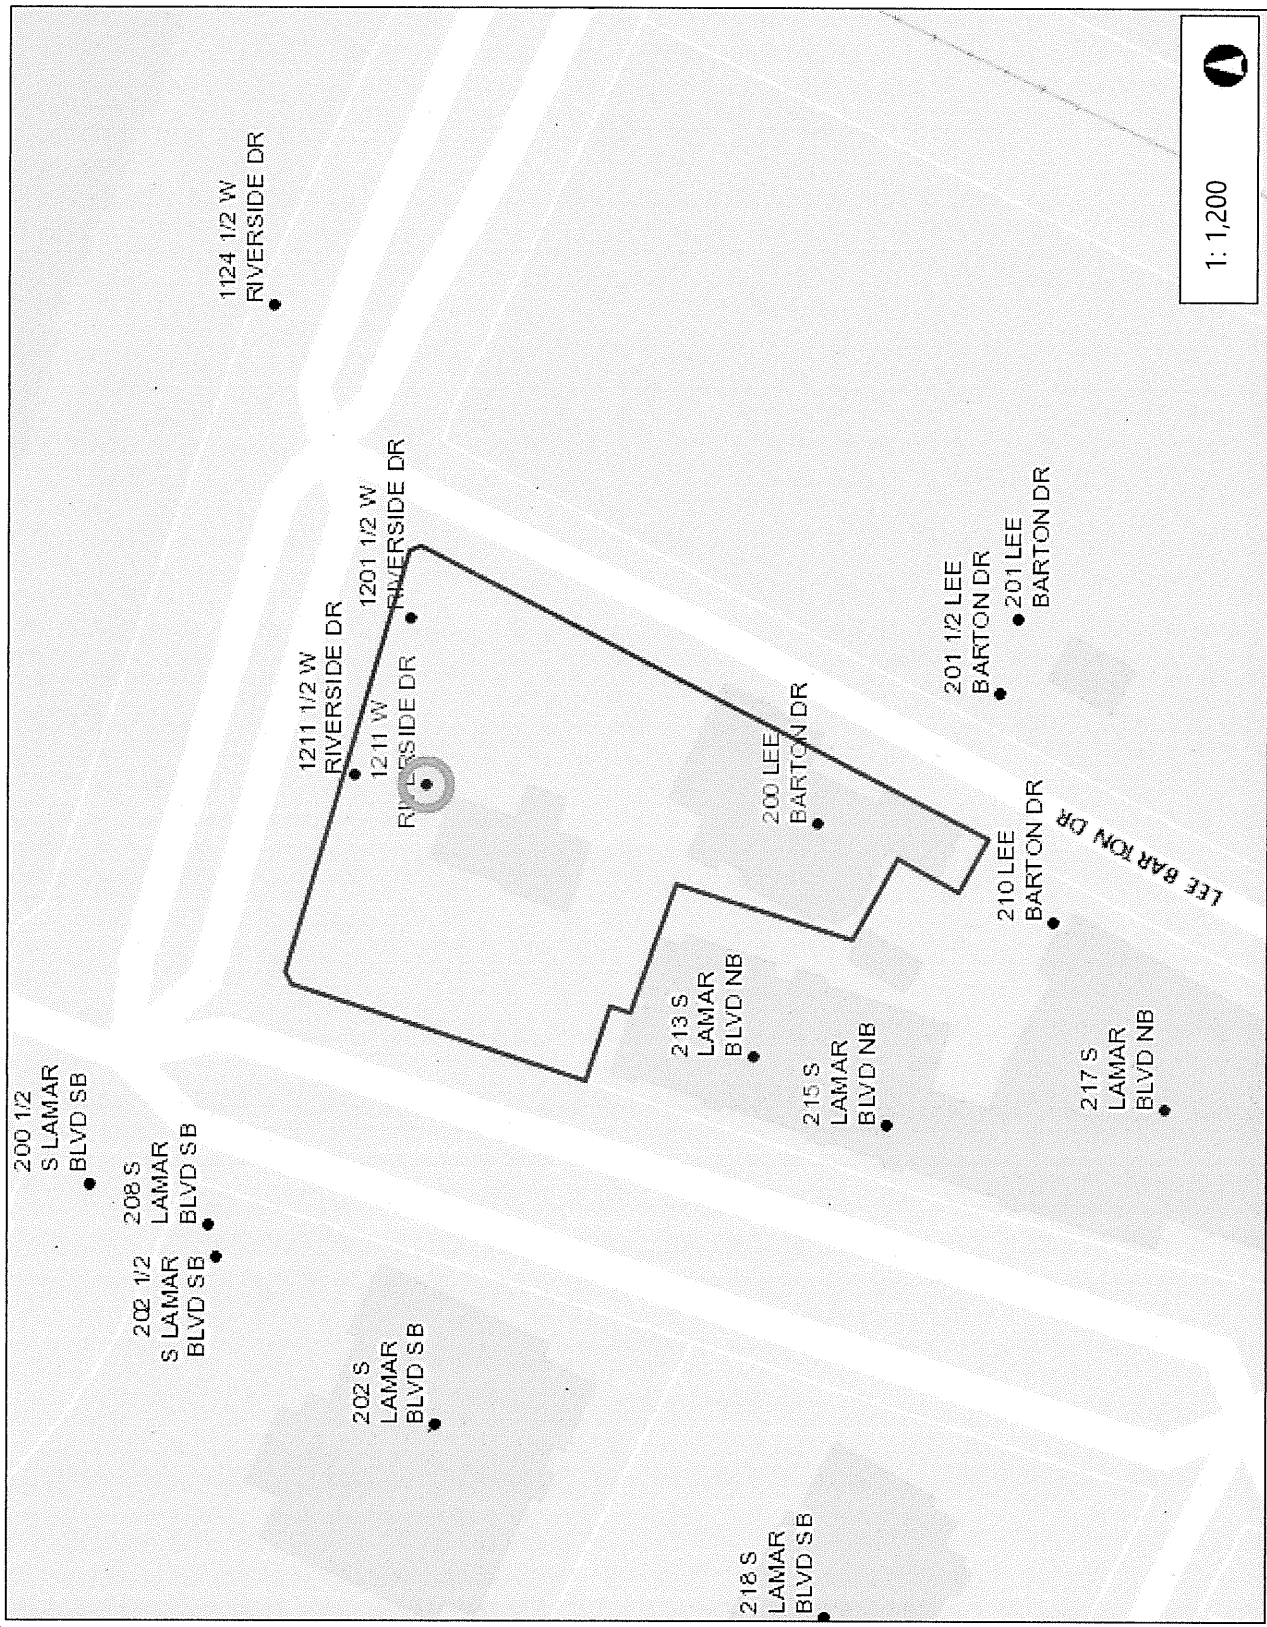 200 1/2
S LAMAR
BLVD SB
208 S
LAMAR
BLVD SB
202 1/2
S LAMAR
BLVD SB
202 S
LAMAR
BLVD SB
218 S
LAMAR
BLVD SB
1211 1/2 W
RIVERSIDE DR
1211 W
RIVERSIDE DR
1201 1/2 W
RIVERSIDE DR
1124 1/2 W
RIVERSIDE DR
213 S
LAMAR
BLVD NB
215 S
LAMAR
BLVD NB
217 S
LAMAR
BLVD NB
200 LEE
BARTON DR
210 LEE
BARTON DR
201 1/2 LEE
BARTON DR
201 LEE
BARTON DR
LEE BARTON DR
1: 1,200